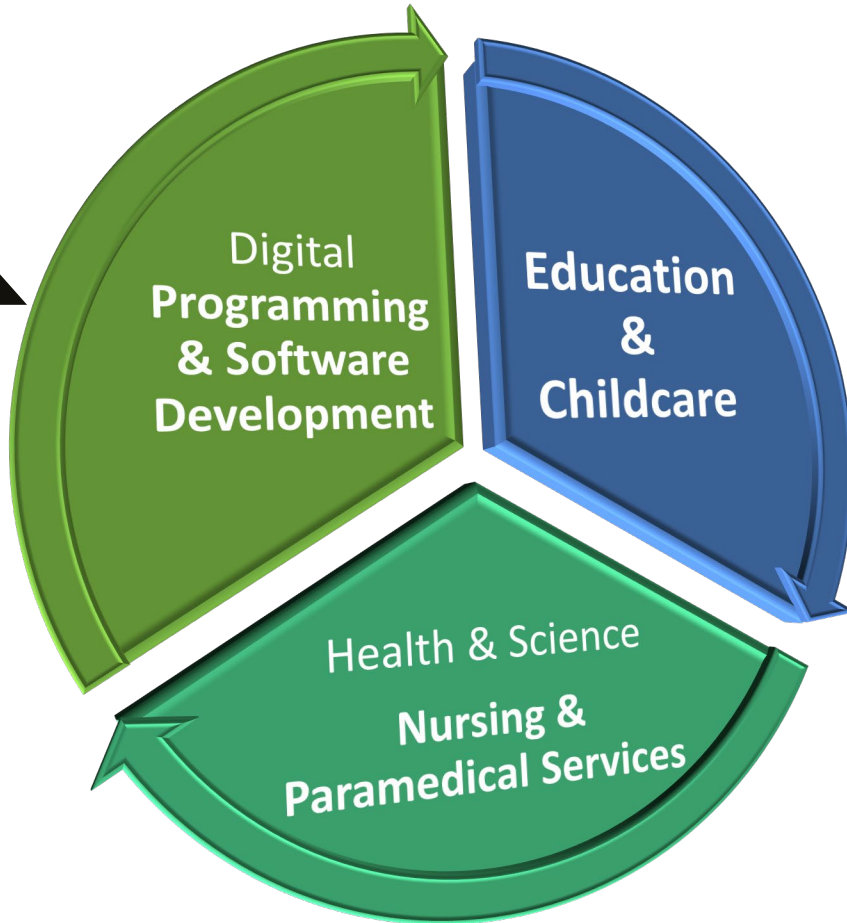 Digital
Programming
& Software
Development
Education
&
Childcare
Health & Science
Nursing &
Paramedical Services